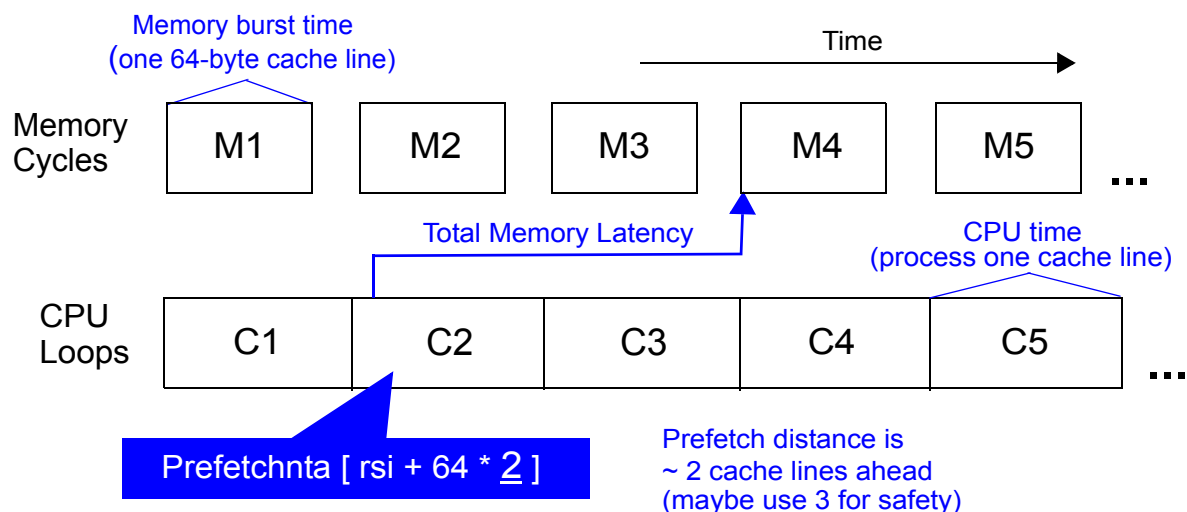 Memory burst time
(one 64-byte cache line)
Time
Memory
Cycles
M1
M2
M3
M4
M5
...
Total Memory Latency
CPU time
(process one cache line)
CPU
Loops
C1
C2
C3
C4
C5
...
Prefetchnta [ rsi + 64 * 2 ]
Prefetch distance is
~ 2 cache lines ahead
(maybe use 3 for safety)